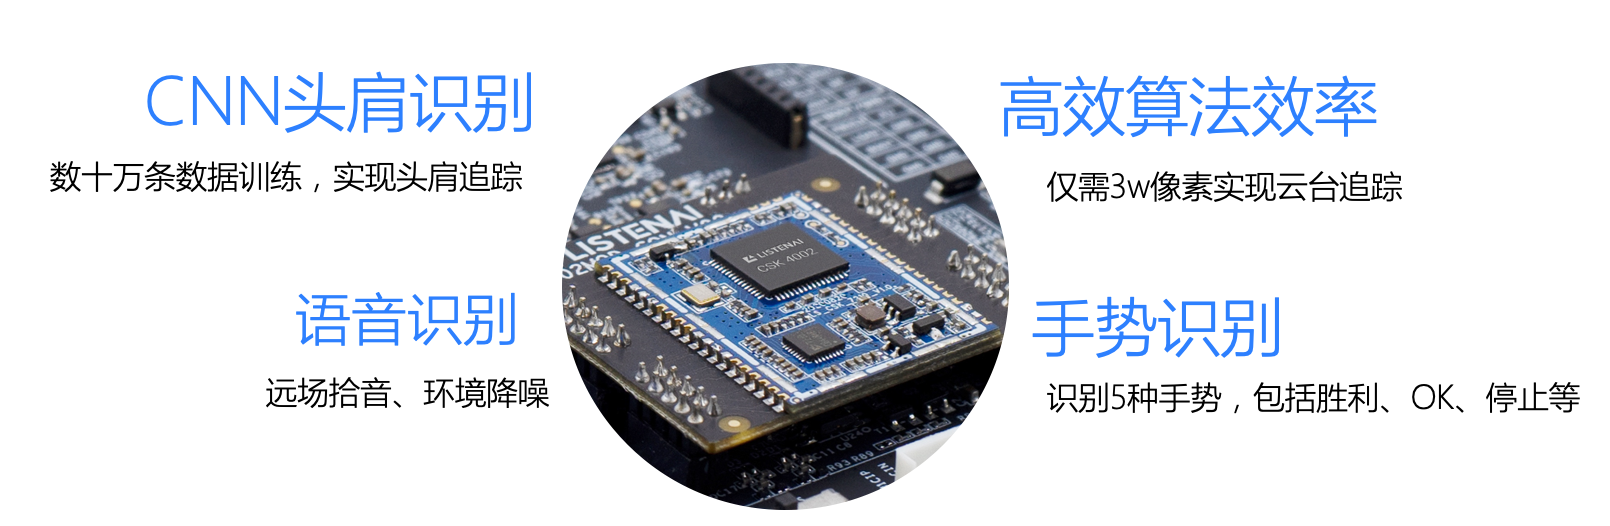 CNN头肩识别
数十万条数据训练，实现头肩追踪
高效算法效率
仅需3w像素实现云台追踪
语音识别
远场拾音、环境降噪
手势识别
识别5种手势，包括胜利、OK、停止等
LISTENAI
LISTENAI
CSK 4002
R93 R89